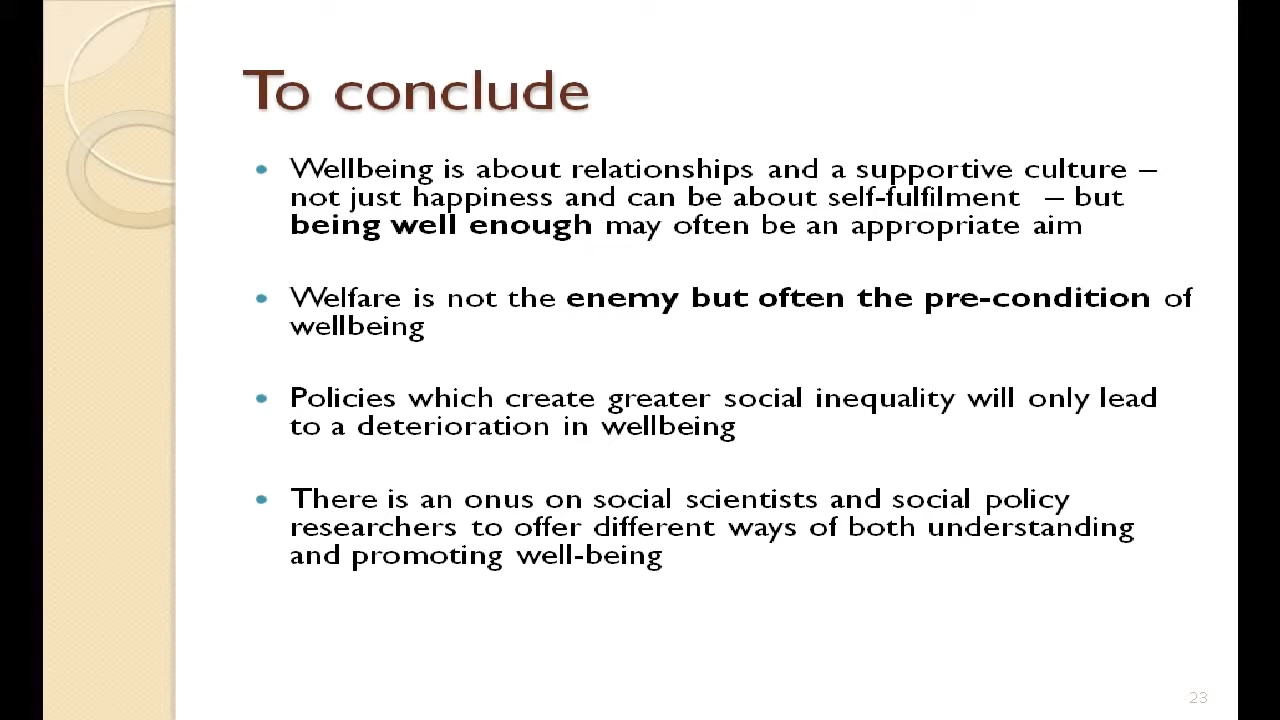 To conclude
• Wellbeing is about relationships and a supportive culture –
not just happiness and can be about self-fulfilment – but
being well enough may often be an appropriate aim
• Welfare is not the enemy but often the pre-condition of
wellbeing
• Policies which create greater social inequality will only lead
to a deterioration in wellbeing
• There is an onus on social scientists and social policy
researchers to offer different ways of both understanding
and promoting well-being
23